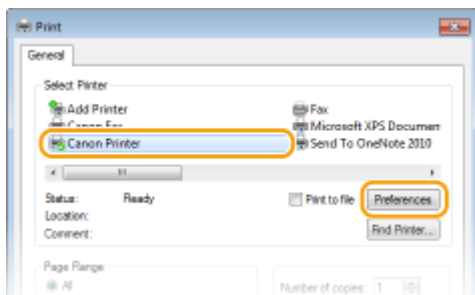 Print
General
Select Printer
Add Printer
Fax
Canon Fax
Microsoft XPS Documen
Canon Printer
Send To OneNote 2010
Status: Ready
Print to file
Preferences
Location:
Comment:
Find Printer...
Page Range
All
Number of copies: 1